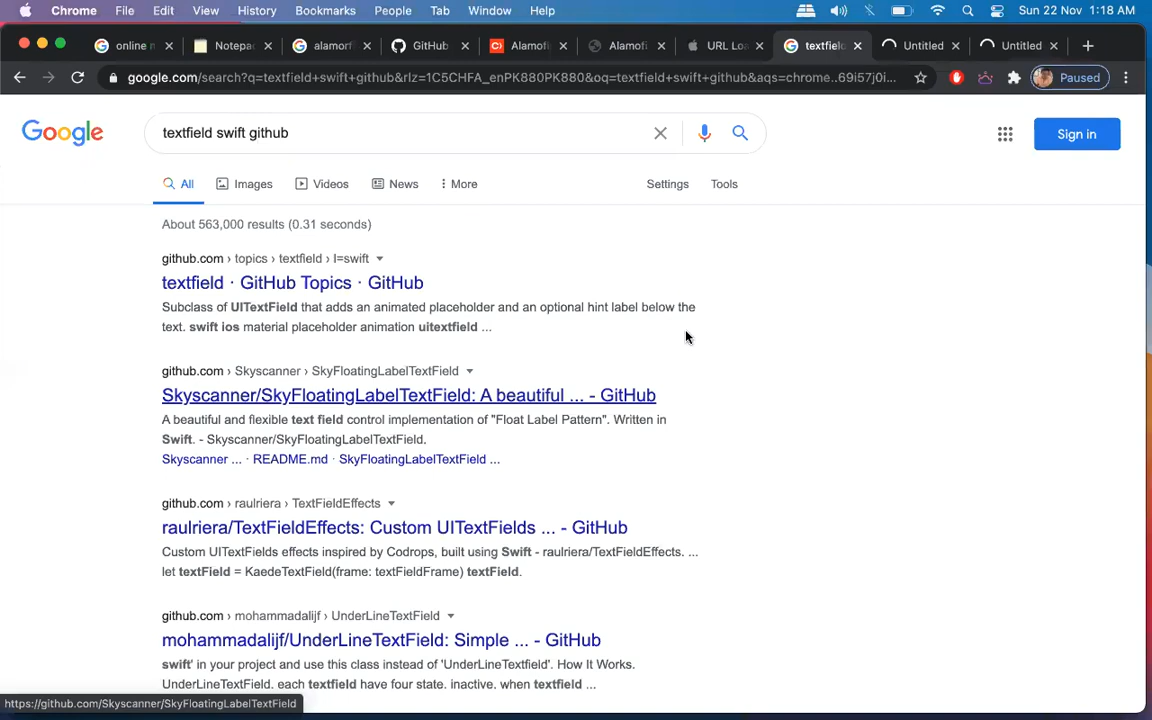 Chrome File Edit View History Bookmarks People Tab Window Help Sun 22 Nov 1:18 AM
online n Notepa alamorf GitHub Alamofi Alamofi URL Loa textfiel Untitled Untitled
google.com/search?q=textfield+swift+github&rlz=1C5CHFA_enPK880PK880&oq=textfield+swift+github&aqs=chrome..69i57j0i... Paused
Google textfield swift github Sign in
All Images Videos News More Settings Tools
About 563,000 results (0.31 seconds)
github.com › topics › textfield › l=swift
textfield · GitHub Topics · GitHub
Subclass of UITextField that adds an animated placeholder and an optional hint label below the
text. swift ios material placeholder animation uitextfield ...
github.com › Skyscanner › SkyFloatingLabelTextField
Skyscanner/SkyFloatingLabelTextField: A beautiful ... - GitHub
A beautiful and flexible text field control implementation of "Float Label Pattern". Written in
Swift. - Skyscanner/SkyFloatingLabelTextField.
Skyscanner ... · README.md · SkyFloatingLabelTextField ...
github.com › raulriera › TextFieldEffects
raulriera/TextFieldEffects: Custom UITextFields ... - GitHub
Custom UITextFields effects inspired by Codrops, built using Swift - raulriera/TextFieldEffects. ...
let textField = KaedeTextField(frame: textFieldFrame) textField.
github.com › mohammadalijf › UnderLineTextField
mohammadalijf/UnderLineTextField: Simple ... - GitHub
swift' in your project and use this class instead of 'UnderLineTextfield'. How It Works.
UnderLineTextField. each textfield have four state. inactive. when textfield ...
https://github.com/Skyscanner/SkyFloatingLabelTextField